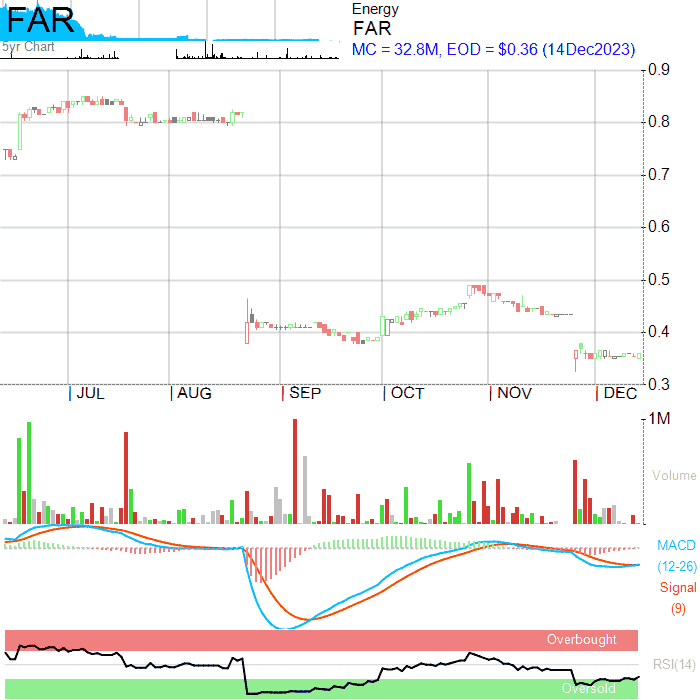 FAR
5yr Chart
Energy
FAR
MC = 32.8M, EOD = $0.36 (14Dec2023)
0.9
0.8
0.7
0.6
0.5
0.4
0.3
JUL AUG SEP OCT NOV DEC
1M
Volume
MACD
(12-26)
Signal
(9)
Overbought
RSI(14)
Oversold